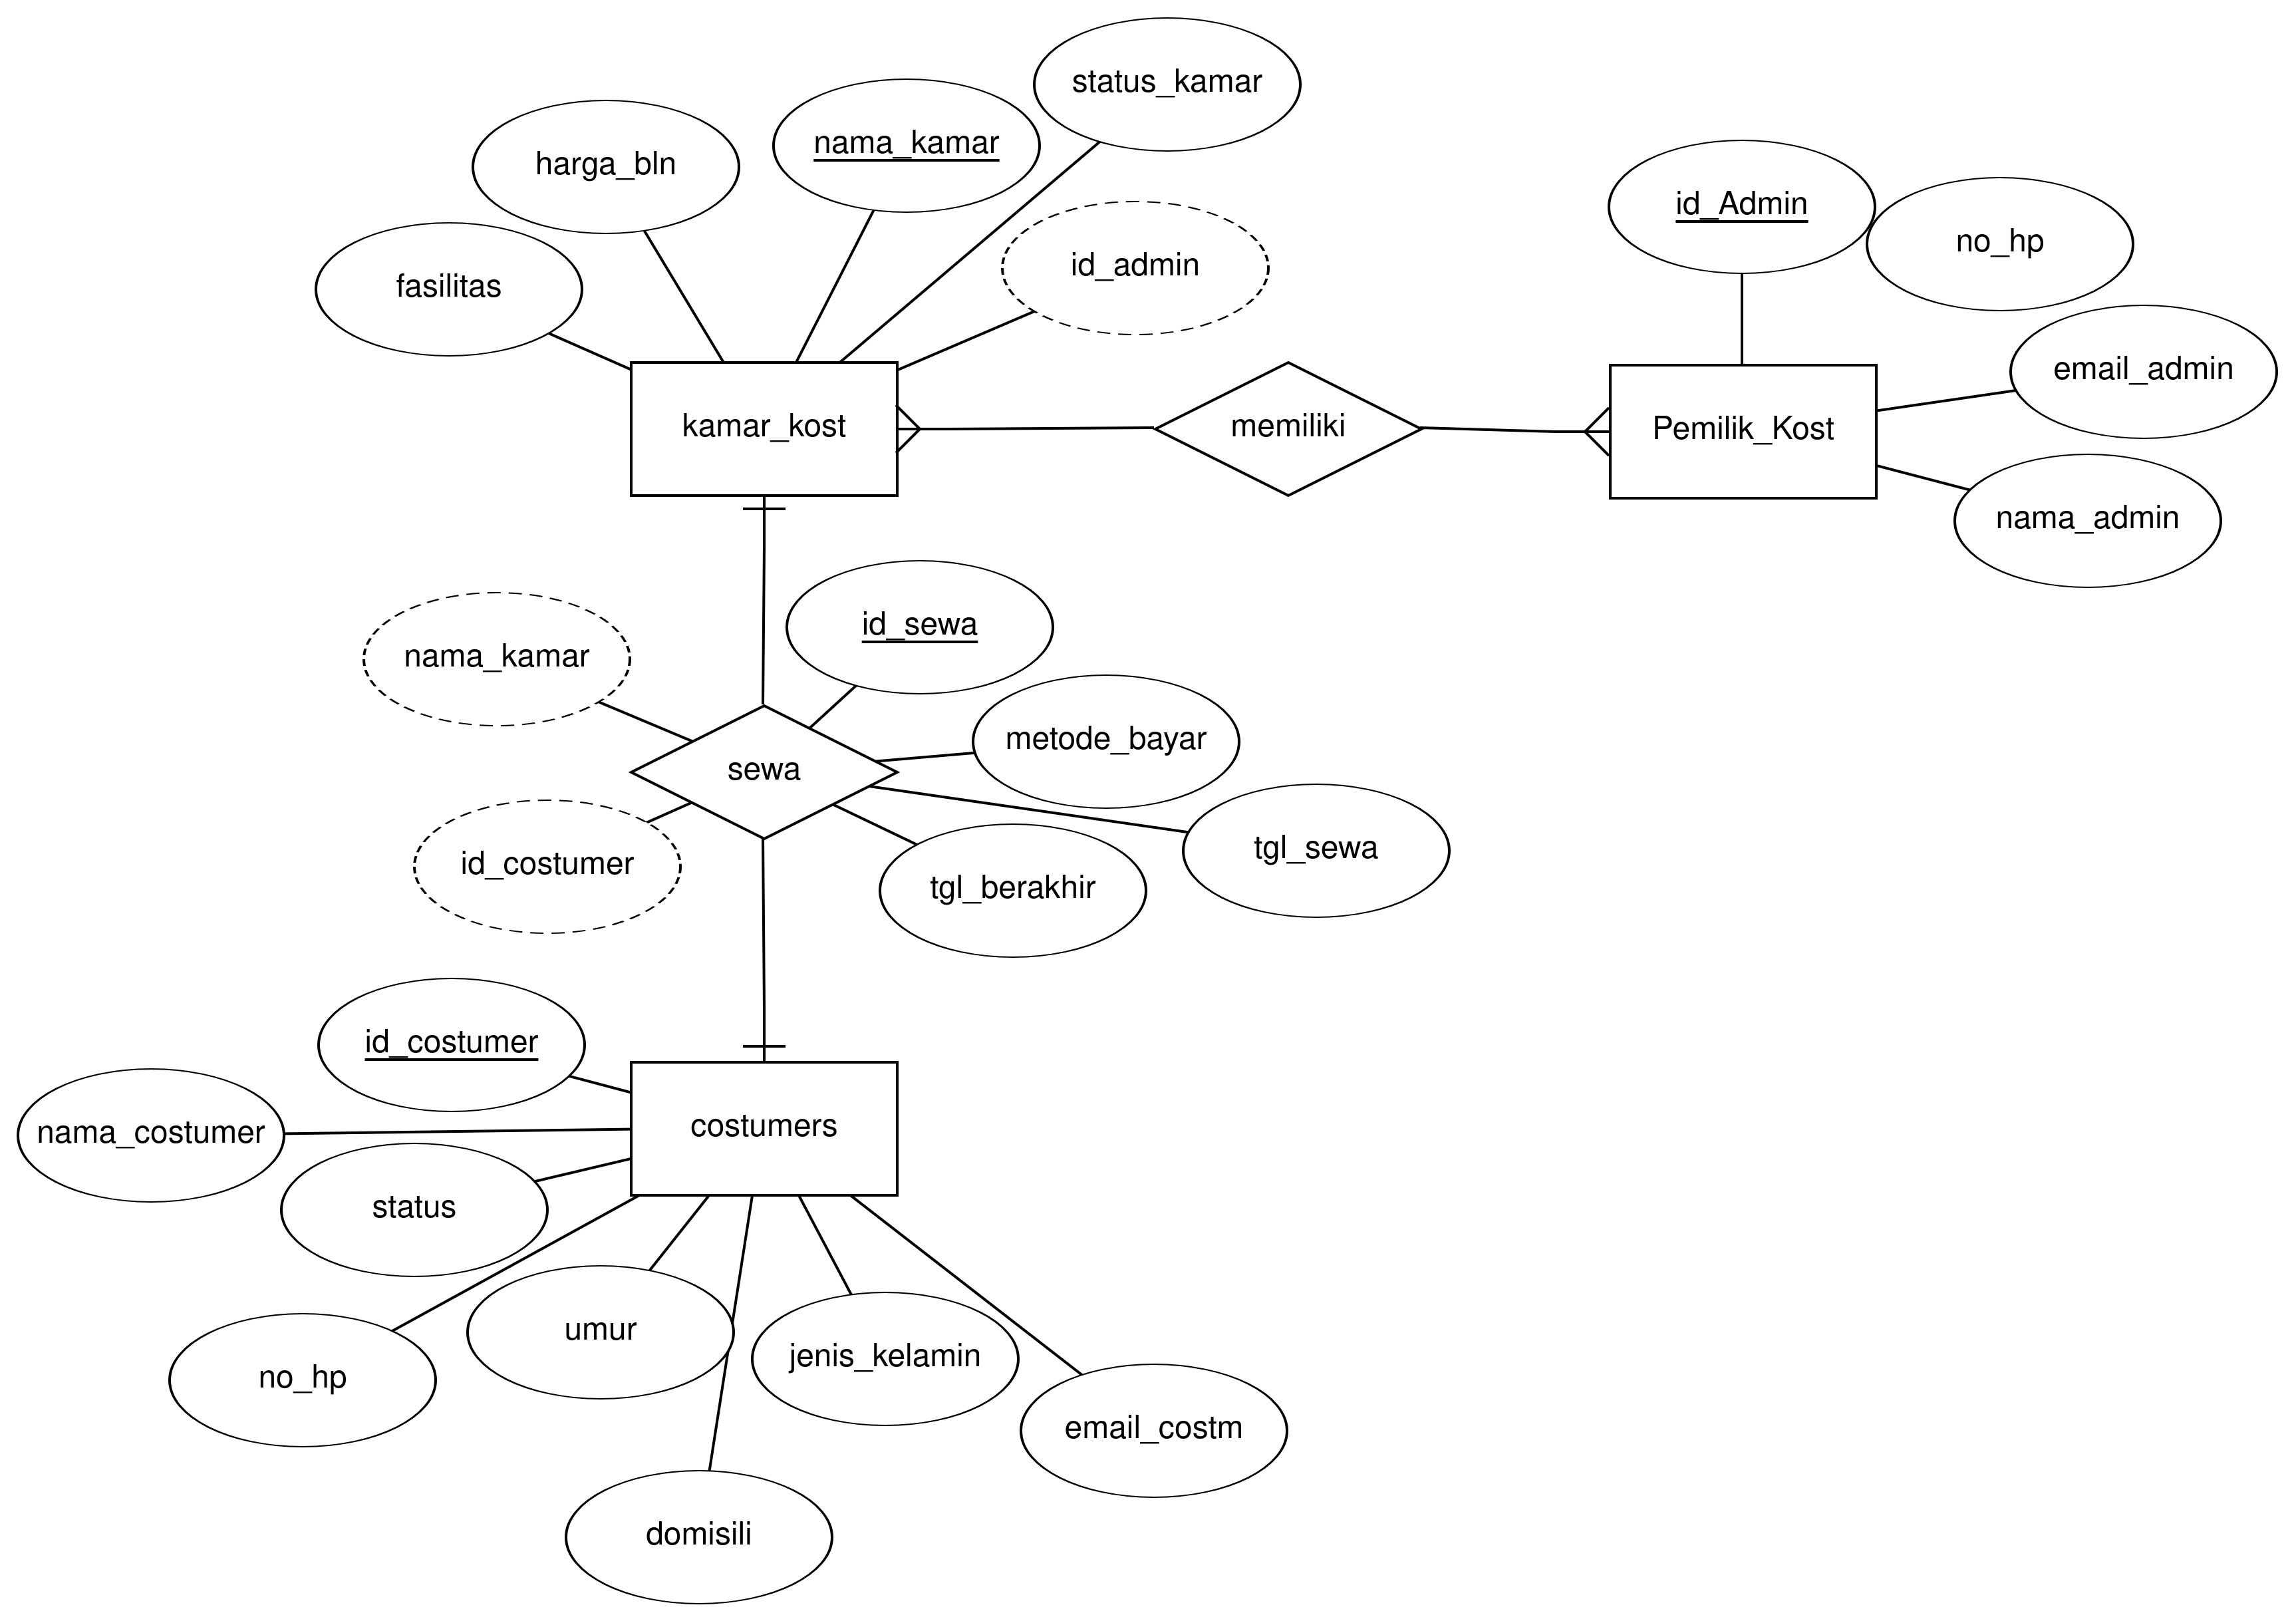 status_kamar
nama_kamar
harga_bln
id_Admin
no_hp
id_admin
fasilitas
email_admin
kamar_kost
memiliki
Pemilik_Kost
nama_admin
id_sewa
nama_kamar
metode_bayar
sewa
tgl_sewa
id_costumer
tgl_berakhir
id_costumer
nama_costumer
costumers
status
umur
jenis_kelamin
no_hp
email_costm
domisili